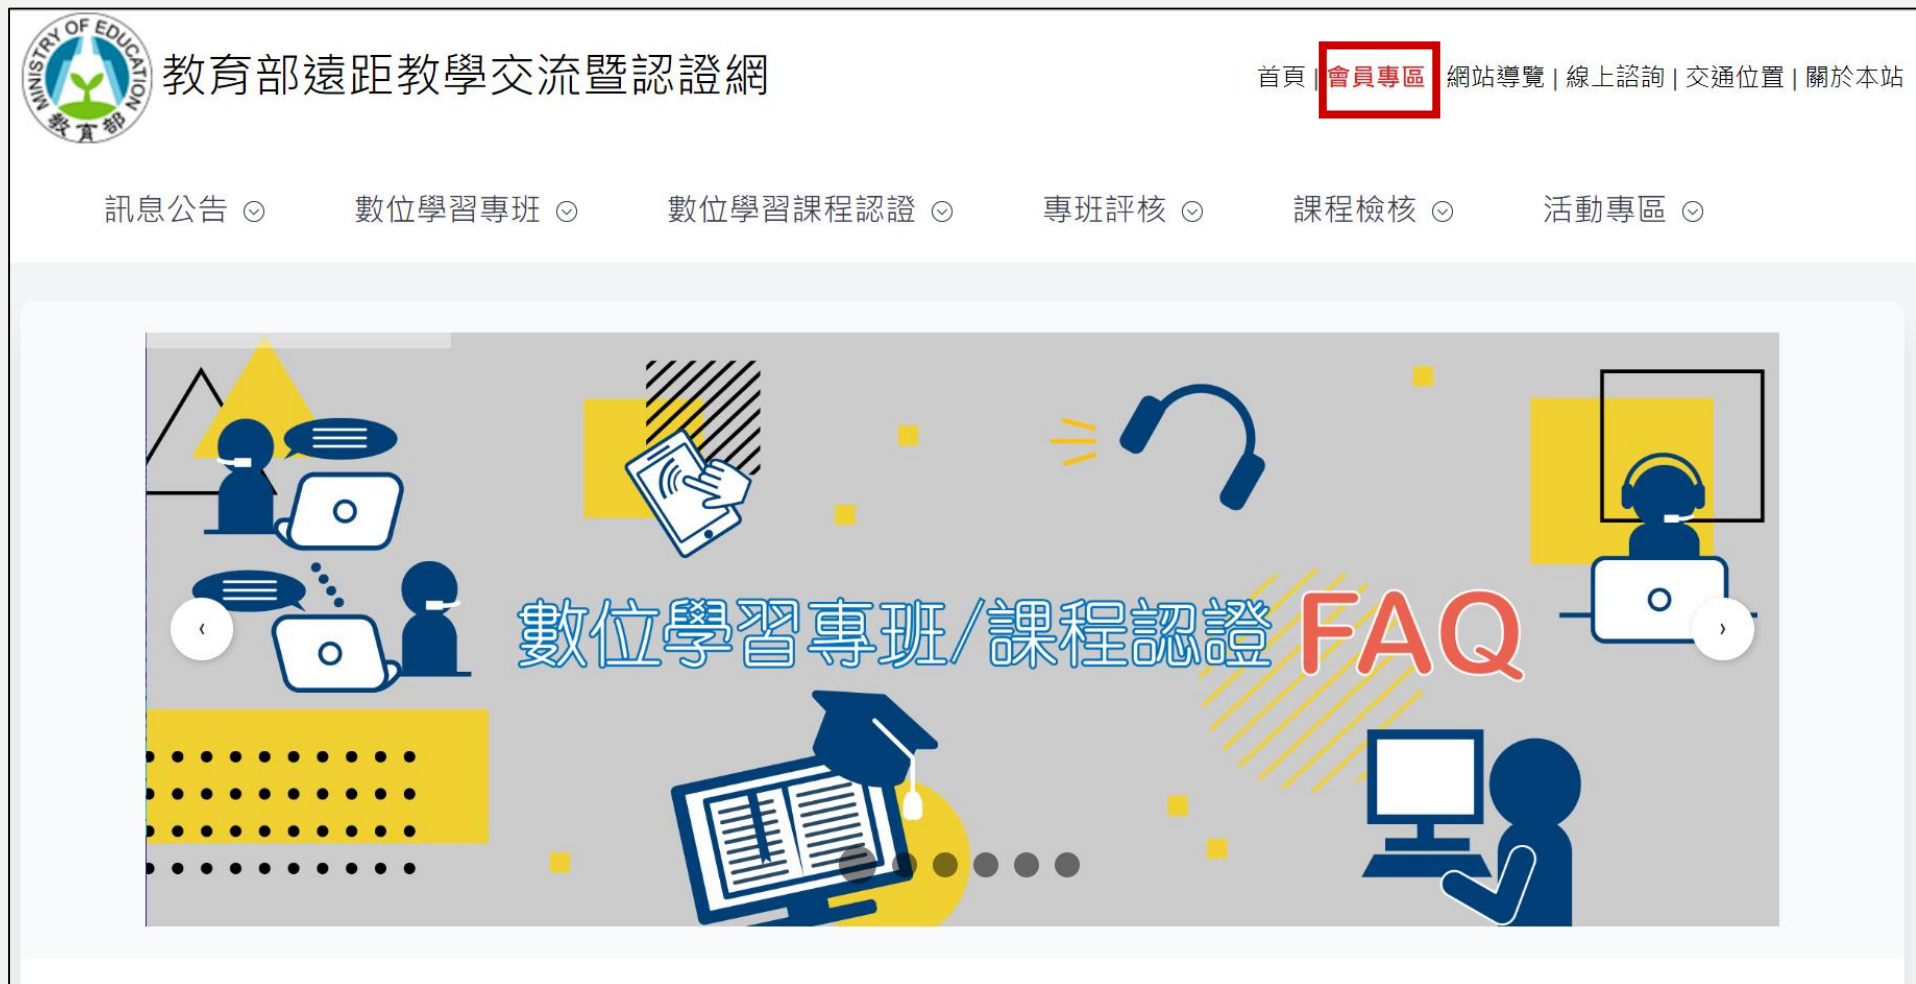 MINISTRY OF EDUCATION
教育部
教育部遠距教學交流暨認證網
首頁 | 會員專區 網站導覽 | 線上諮詢 | 交通位置 | 關於本站
訊息公告 數位學習專班 數位學習課程認證 專班評核 課程檢核 活動專區
數位學習專班/課程認證 FAQ